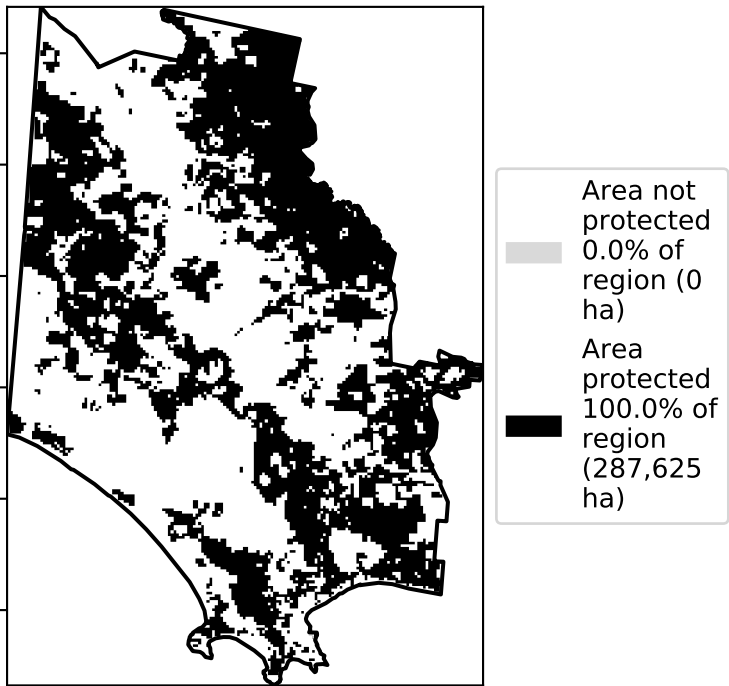 Area not
protected
0.0% of
region (0
ha)
Area
protected
100.0% of
region
(287,625
ha)